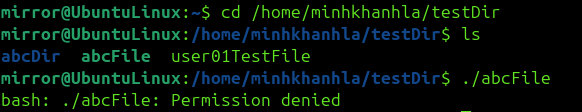 mirror@UbuntuLinux:~$ cd /home/minhkhanhla/testDir
mirror@UbuntuLinux:/home/minhkhanhla/testDir$ ls
abcDir  abcFile  user01TestFile
mirror@UbuntuLinux:/home/minhkhanhla/testDir$ ./abcFile
bash: ./abcFile: Permission denied